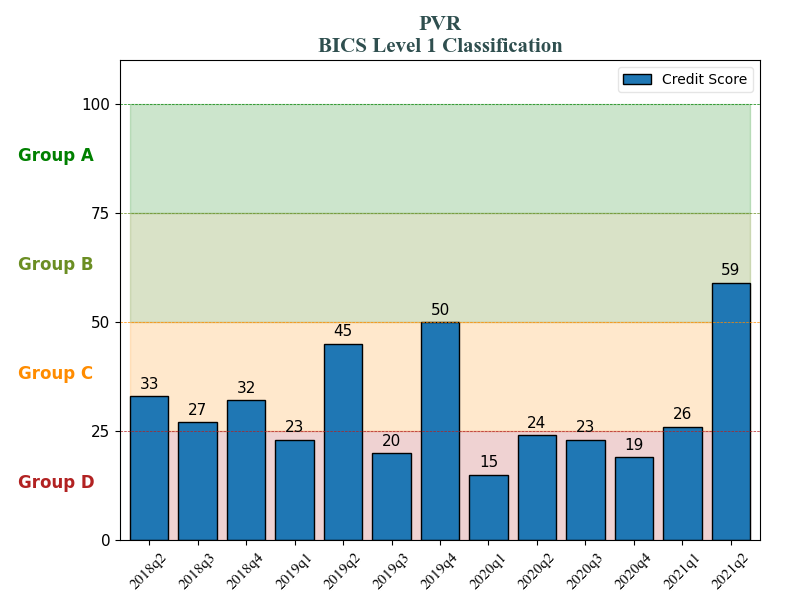 PVR
BICS Level 1 Classification
Credit Score
100
Group A
75
Group B
59
50
50
45
Group C
33
27
32
23
20
15
24
23
19
26
25
Group D
0
2018q2
2018q3
2018q4
2019q1
2019q2
2019q3
2019q4
2020q1
2020q2
2020q3
2020q4
2021q1
2021q2